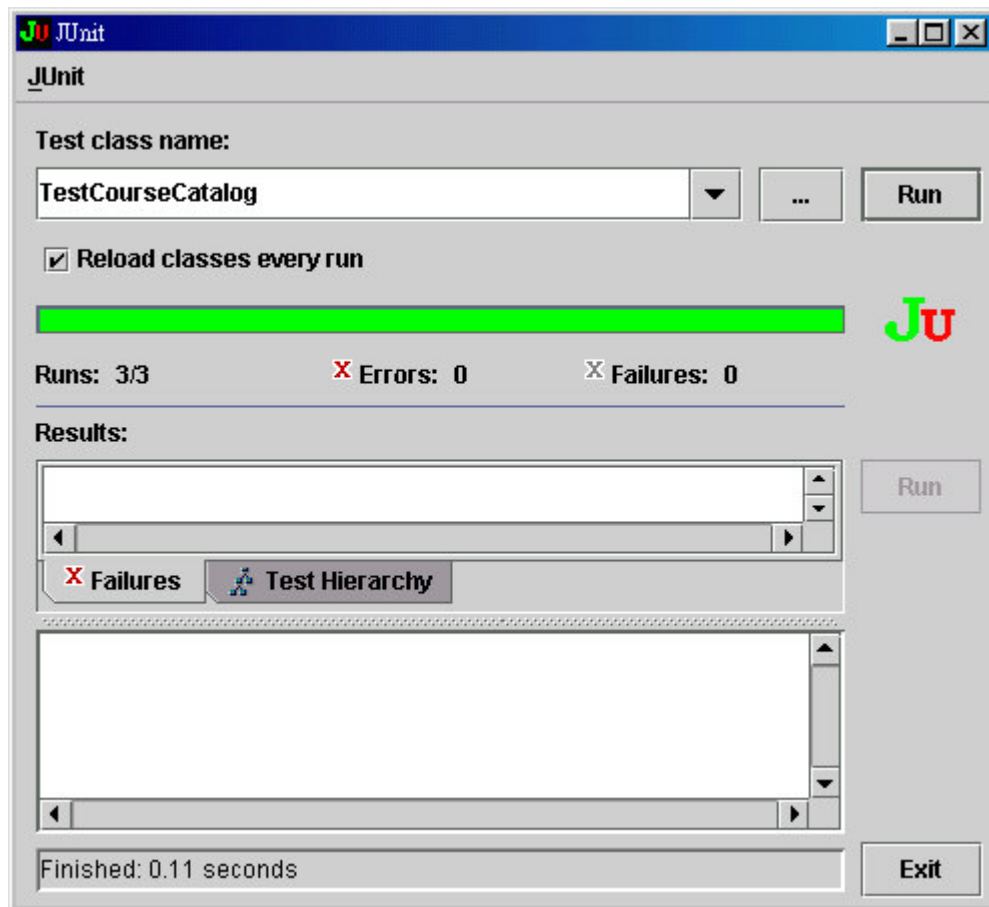 JU JUnit
JUnit
Test class name:
TestCourseCatalog ... Run
Reload classes every run
JU
Runs: 3/3 X Errors: 0 X Failures: 0
Results:
Run
X Failures Test Hierarchy
Finished: 0.11 seconds Exit